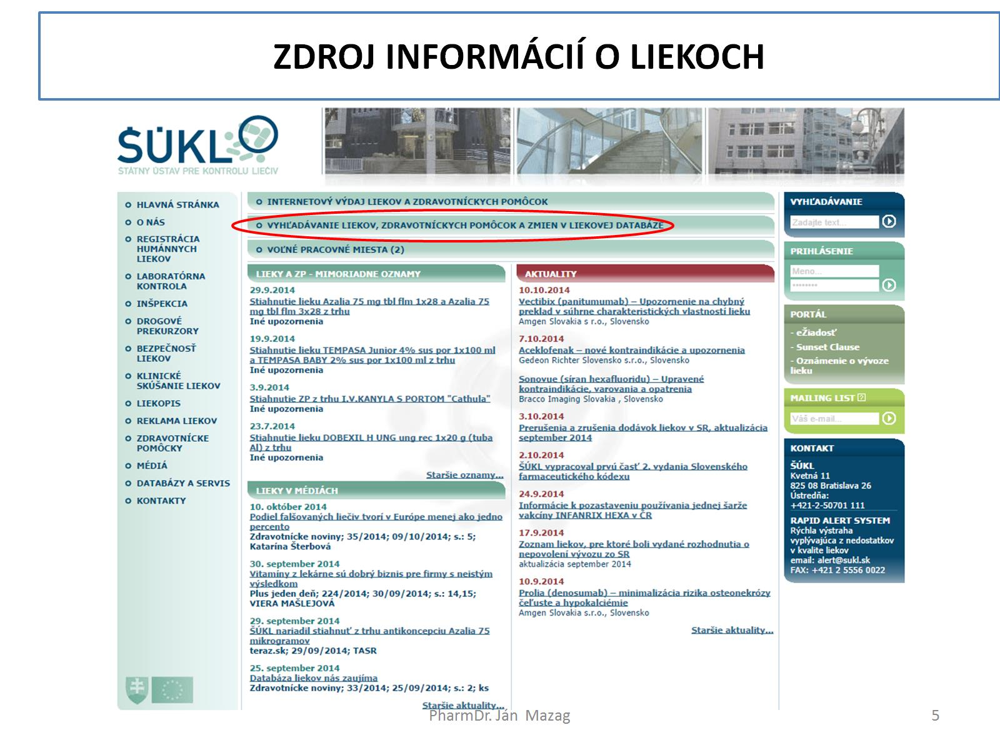 ZDROJ INFORMÁCIÍ O LIEKOCH
ŠÚKL
ŠTÁTNY ÚSTAV PRE KONTROLU LIEČIV
HLAVNÁ STRÁNKA
O NÁS
REGISTRÁCIA
HUMÁNNYCH
LIEKOV
LABORATÓRNA
KONTROLA
INŠPEKCIA
DROGOVÉ
PREKURZORY
BEZPEČNOSŤ
LIEKOV
KLINICKÉ
SKÚŠANIE LIEKOV
LIEKOPIS
REKLAMA LIEKOV
ZDRAVOTNÍCKE
POMÔCKY
MÉDIÁ
DATABÁZY A SERVIS
KONTAKTY
INTERNETOVÝ VÝDAJ LIEKOV A ZDRAVOTNÍCKYCH POMÔCOK
VYHĽADÁVANIE LIEKOV, ZDRAVOTNÍCKYCH POMÔCOK A ZMIEN V LIEKOVEJ DATABÁZE
VOĽNÉ PRACOVNÉ MIESTA (2)
LIEKY A ZP - MIMORIADNE OZNAMY
29.9.2014
Stiahnutie lieku Azalia 75 mg tbl flm 1x28 a Azalia 75
mg tbl flm 3x28 z trhu
Iné upozornenia
19.9.2014
Stiahnutie lieku TEMPASA Junior 4% sus por 1x100 ml
a TEMPASA BABY 2% sus por 1x100 ml z trhu
Iné upozornenia
3.9.2014
Stiahnutie ZP z trhu I.V.KANYLA S PORTOM "Cathula"
Iné upozornenia
23.7.2014
Stiahnutie lieku DOBEXIL H UNG ung rec 1x20 g (tuba
Al) z trhu
Iné upozornenia
Staršie oznamy...
LIEKY V MÉDIÁCH
10. október 2014
Podiel falšovaných liečiv tvorí v Európe menej ako jedno
percento
Zdravotnícke noviny; 35/2014; 09/10/2014; s.: 5;
Katarína Šterbová
30. september 2014
Vitamíny z lekárne sú dobrý biznis pre firmy s neistým
výsledkom
Plus jeden deň; 224/2014; 30/09/2014; s.: 14,15;
VIERA MAŠLEJOVÁ
29. september 2014
ŠÚKL nariadil stiahnuť z trhu antikoncepciu Azalia 75
mikrogramov
teraz.sk; 29/09/2014; TASR
25. september 2014
Databáza liekov nás zaujíma
Zdravotnícke noviny; 33/2014; 25/09/2014; s.: 2; ks
Staršie aktuality...
AKTUALITY
10.10.2014
Vectibix (panitumumab) – Upozornenie na chybný
preklad v súhrne charakteristických vlastností lieku
Amgen Slovakia s r.o., Slovensko
7.10.2014
Aceklofenak – nové kontraindikácie a upozornenia
Gedeon Richter Slovensko s.r.o., Slovensko
Sonovue (síran hexafluoridu) – Upravené
kontraindikácie, varovania a opatrenia
Bracco Imaging Slovakia , Slovensko
3.10.2014
Prerušenia a zrušenia dodávok liekov v SR, aktualizácia
september 2014
2.10.2014
ŠÚKL vypracoval prvú časť 2. vydania Slovenského
farmaceutického kódexu
24.9.2014
Informácie k pozastaveniu používania jednej šarže
vakcíny INFANRIX HEXA v ČR
17.9.2014
Zoznam liekov, pre ktoré boli vydané rozhodnutia o
nepovolení vývozu zo SR
aktualizácia september 2014
10.9.2014
Prolia (denosumab) – minimalizácia rizika osteonekrózy
čeľuste a hypokalciémie
Amgen Slovakia s.r.o., Slovensko
Staršie aktuality...
VYHĽADÁVANIE
Zadajte text...
PRIHLÁSENIE
Meno...
••••••••
PORTÁL
- eŽiadosť
- Sunset Clause
- Oznámenie o vývoze
lieku
MAILING LIST ?
Váš e-mail...
KONTAKT
ŠÚKL
Kvetná 11
825 08 Bratislava 26
Ústredňa:
+421-2-50701 111
RAPID ALERT SYSTEM
Rýchla výstraha
vyplývajúca z nedostatkov
v kvalite liekov
email: alert@sukl.sk
FAX: +421 2 5556 0022
PharmDr. Ján Mazag
5